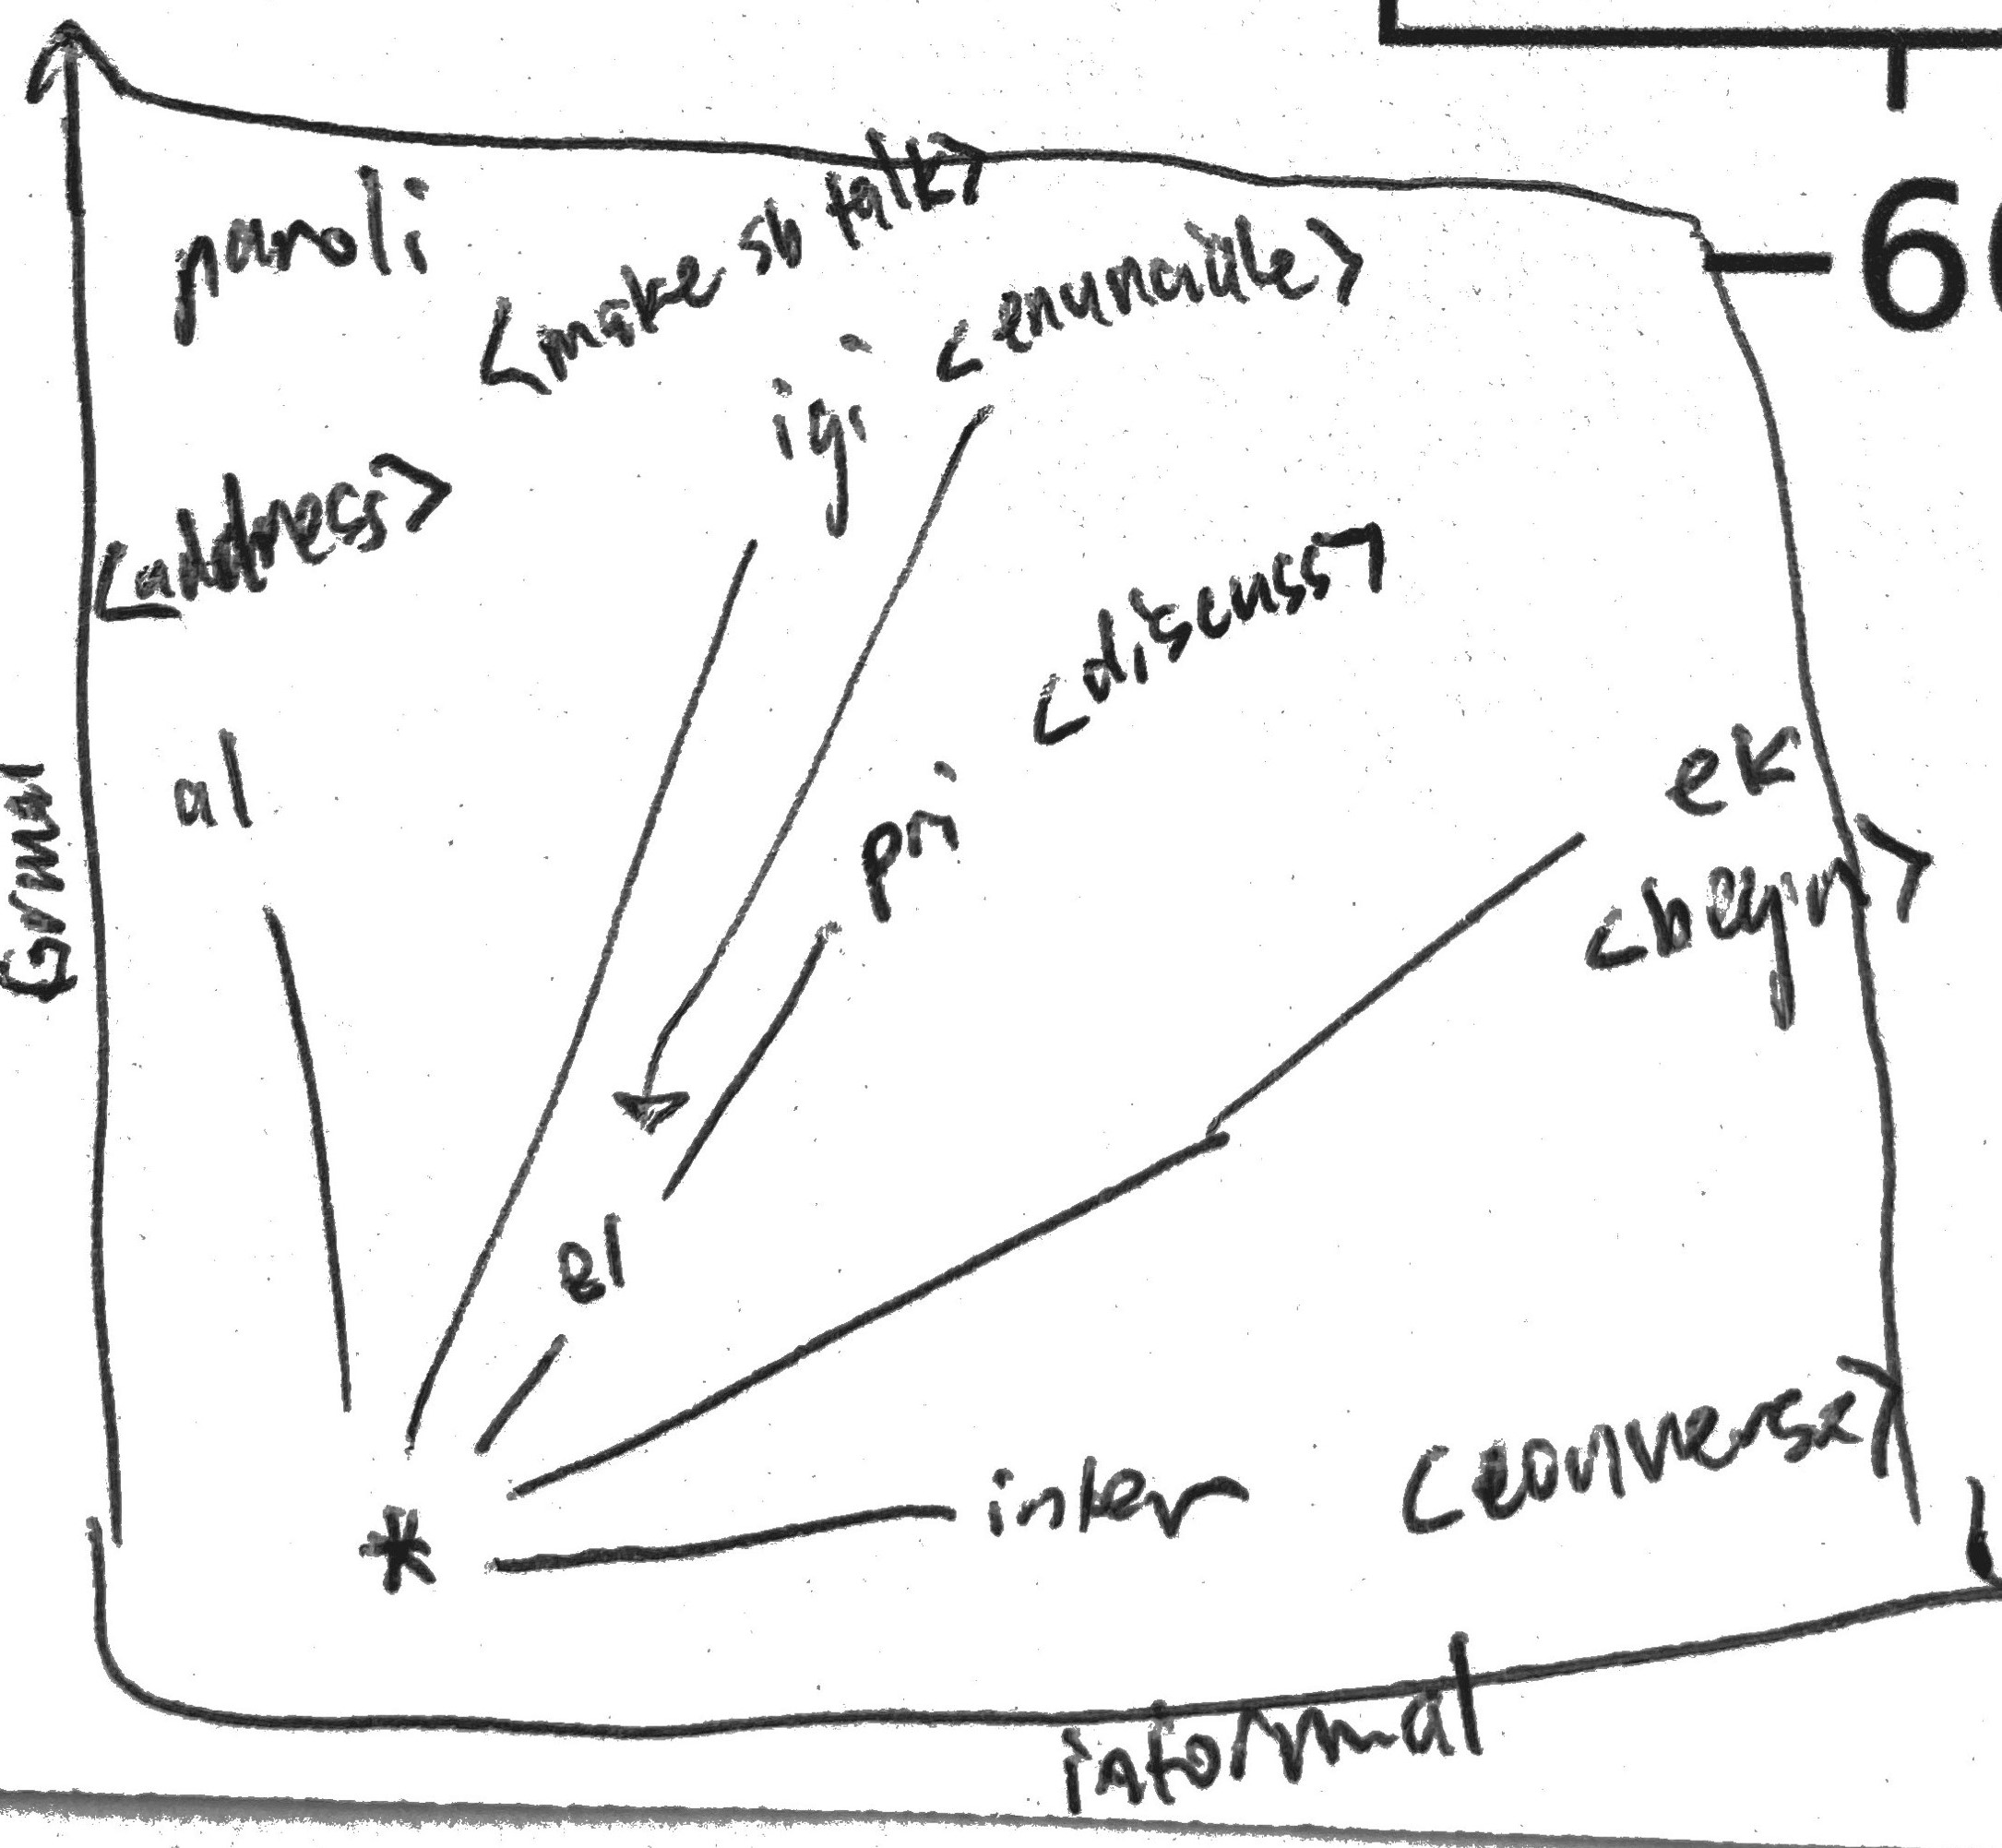 60
paroli
<make sb talk>
igi
<enunciate>
<address>
al
pri
<discuss>
ek
<begin>
el
*
inter
<converse>
formal
informal